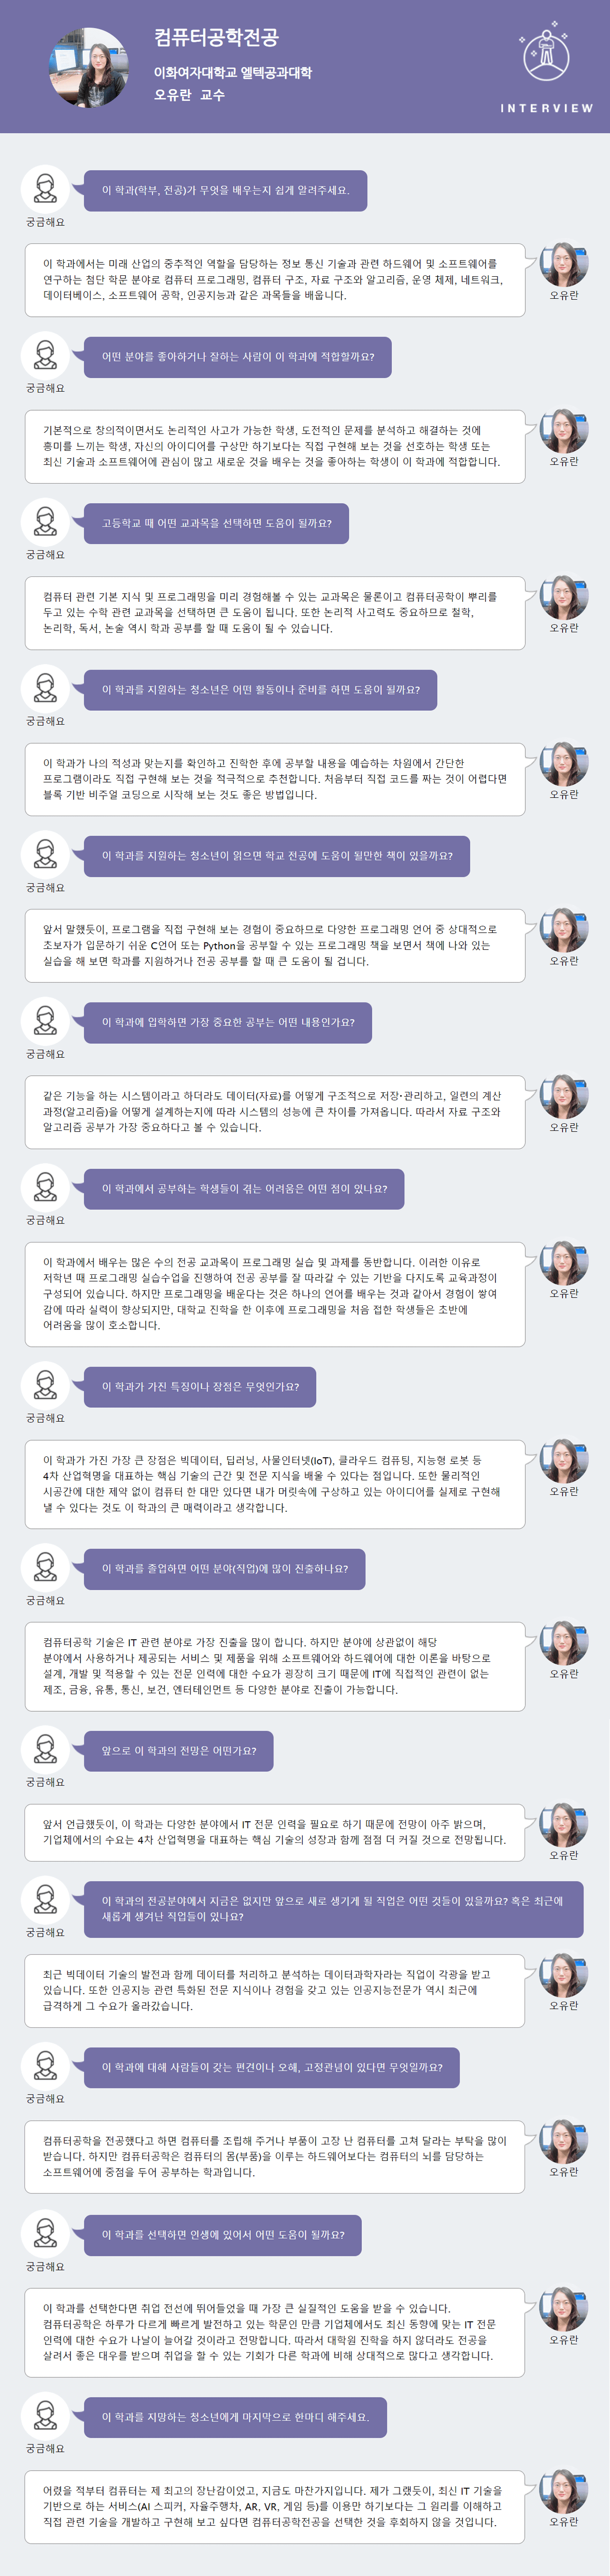 컴퓨터공학전공
이화여자대학교 엘텍공과대학
오유란 교수
INTERVIEW
이 학과(학부, 전공)가 무엇을 배우는지 쉽게 알려주세요.
궁금해요
이 학과에서는 미래 산업의 중추적인 역할을 담당하는 정보 통신 기술과 관련 하드웨어 및 소프트웨어를
연구하는 첨단 학문 분야로 컴퓨터 프로그래밍, 컴퓨터 구조, 자료 구조와 알고리즘, 운영 체제, 네트워크,
데이터베이스, 소프트웨어 공학, 인공지능과 같은 과목들을 배웁니다.
오유란
어떤 분야를 좋아하거나 잘하는 사람이 이 학과에 적합할까요?
궁금해요
기본적으로 창의적이면서도 논리적인 사고가 가능한 학생, 도전적인 문제를 분석하고 해결하는 것에
흥미를 느끼는 학생, 자신의 아이디어를 구상만 하기보다는 직접 구현해 보는 것을 선호하는 학생 또는
최신 기술과 소프트웨어에 관심이 많고 새로운 것을 배우는 것을 좋아하는 학생이 이 학과에 적합합니다.
오유란
고등학교 때 어떤 교과목을 선택하면 도움이 될까요?
궁금해요
컴퓨터 관련 기본 지식 및 프로그래밍을 미리 경험해볼 수 있는 교과목은 물론이고 컴퓨터공학이 뿌리를
두고 있는 수학 관련 교과목을 선택하면 큰 도움이 됩니다. 또한 논리적 사고력도 중요하므로 철학,
논리학, 독서, 논술 역시 학과 공부를 할 때 도움이 될 수 있습니다.
오유란
이 학과를 지원하는 청소년은 어떤 활동이나 준비를 하면 도움이 될까요?
궁금해요
이 학과가 나의 적성과 맞는지를 확인하고 진학한 후에 공부할 내용을 예습하는 차원에서 간단한
프로그램이라도 직접 구현해 보는 것을 적극적으로 추천합니다. 처음부터 직접 코드를 짜는 것이 어렵다면
블록 기반 비주얼 코딩으로 시작해 보는 것도 좋은 방법입니다.
오유란
이 학과를 지원하는 청소년이 읽으면 학교 전공에 도움이 될만한 책이 있을까요?
궁금해요
앞서 말했듯이, 프로그램을 직접 구현해 보는 경험이 중요하므로 다양한 프로그래밍 언어 중 상대적으로
초보자가 입문하기 쉬운 C언어 또는 Python을 공부할 수 있는 프로그래밍 책을 보면서 책에 나와 있는
실습을 해 보면 학과를 지원하거나 전공 공부를 할 때 큰 도움이 될 겁니다.
오유란
이 학과에 입학하면 가장 중요한 공부는 어떤 내용인가요?
궁금해요
같은 기능을 하는 시스템이라고 하더라도 데이터(자료)를 어떻게 구조적으로 저장·관리하고, 일련의 계산
과정(알고리즘)을 어떻게 설계하는지에 따라 시스템의 성능에 큰 차이를 가져옵니다. 따라서 자료 구조와
알고리즘 공부가 가장 중요하다고 볼 수 있습니다.
오유란
이 학과에서 공부하는 학생들이 겪는 어려움은 어떤 점이 있나요?
궁금해요
이 학과에서 배우는 많은 수의 전공 교과목이 프로그래밍 실습 및 과제를 동반합니다. 이러한 이유로
저학년 때 프로그래밍 실습수업을 진행하여 전공 공부를 잘 따라갈 수 있는 기반을 다지도록 교육과정이
구성되어 있습니다. 하지만 프로그래밍을 배운다는 것은 하나의 언어를 배우는 것과 같아서 경험이 쌓여
감에 따라 실력이 향상되지만, 대학교 진학을 한 이후에 프로그래밍을 처음 접한 학생들은 초반에
어려움을 많이 호소합니다.
오유란
이 학과가 가진 특징이나 장점은 무엇인가요?
궁금해요
이 학과가 가진 가장 큰 장점은 빅데이터, 딥러닝, 사물인터넷(IoT), 클라우드 컴퓨팅, 지능형 로봇 등
4차 산업혁명을 대표하는 핵심 기술의 근간 및 전문 지식을 배울 수 있다는 점입니다. 또한 물리적인
시공간에 대한 제약 없이 컴퓨터 한 대만 있다면 내가 머릿속에 구상하고 있는 아이디어를 실제로 구현해
낼 수 있다는 것도 이 학과의 큰 매력이라고 생각합니다.
오유란
이 학과를 졸업하면 어떤 분야(직업)에 많이 진출하나요?
궁금해요
컴퓨터공학 기술은 IT 관련 분야로 가장 진출을 많이 합니다. 하지만 분야에 상관없이 해당
분야에서 사용하거나 제공되는 서비스 및 제품을 위해 소프트웨어와 하드웨어에 대한 이론을 바탕으로
설계, 개발 및 적용할 수 있는 전문 인력에 대한 수요가 굉장히 크기 때문에 IT에 직접적인 관련이 없는
제조, 금융, 유통, 통신, 보건, 엔터테인먼트 등 다양한 분야로 진출이 가능합니다.
오유란
앞으로 이 학과의 전망은 어떤가요?
궁금해요
앞서 언급했듯이, 이 학과는 다양한 분야에서 IT 전문 인력을 필요로 하기 때문에 전망이 아주 밝으며,
기업체에서의 수요는 4차 산업혁명을 대표하는 핵심 기술의 성장과 함께 점점 더 커질 것으로 전망됩니다.
오유란
이 학과의 전공분야에서 지금은 없지만 앞으로 새로 생기게 될 직업은 어떤 것들이 있을까요? 혹은 최근에
새롭게 생겨난 직업들이 있나요?
궁금해요
최근 빅데이터 기술의 발전과 함께 데이터를 처리하고 분석하는 데이터과학자라는 직업이 각광을 받고
있습니다. 또한 인공지능 관련 특화된 전문 지식이나 경험을 갖고 있는 인공지능전문가 역시 최근에
급격하게 그 수요가 올라갔습니다.
오유란
이 학과에 대해 사람들이 갖는 편견이나 오해, 고정관념이 있다면 무엇일까요?
궁금해요
컴퓨터공학을 전공했다고 하면 컴퓨터를 조립해 주거나 부품이 고장 난 컴퓨터를 고쳐 달라는 부탁을 많이
받습니다. 하지만 컴퓨터공학은 컴퓨터의 몸(부품)을 이루는 하드웨어보다는 컴퓨터의 뇌를 담당하는
소프트웨어에 중점을 두어 공부하는 학과입니다.
오유란
이 학과를 선택하면 인생에 있어서 어떤 도움이 될까요?
궁금해요
이 학과를 선택한다면 취업 전선에 뛰어들었을 때 가장 큰 실질적인 도움을 받을 수 있습니다.
컴퓨터공학은 하루가 다르게 빠르게 발전하고 있는 학문인 만큼 기업체에서도 최신 동향에 맞는 IT 전문
인력에 대한 수요가 나날이 늘어갈 것이라고 전망합니다. 따라서 대학원 진학을 하지 않더라도 전공을
살려서 좋은 대우를 받으며 취업을 할 수 있는 기회가 다른 학과에 비해 상대적으로 많다고 생각합니다.
오유란
이 학과를 지망하는 청소년에게 마지막으로 한마디 해주세요.
궁금해요
어렸을 적부터 컴퓨터는 제 최고의 장난감이었고, 지금도 마찬가지입니다. 제가 그랬듯이, 최신 IT 기술을
기반으로 하는 서비스(AI 스피커, 자율주행차, AR, VR, 게임 등)를 이용만 하기보다는 그 원리를 이해하고
직접 관련 기술을 개발하고 구현해 보고 싶다면 컴퓨터공학전공을 선택한 것을 후회하지 않을 것입니다.
오유란